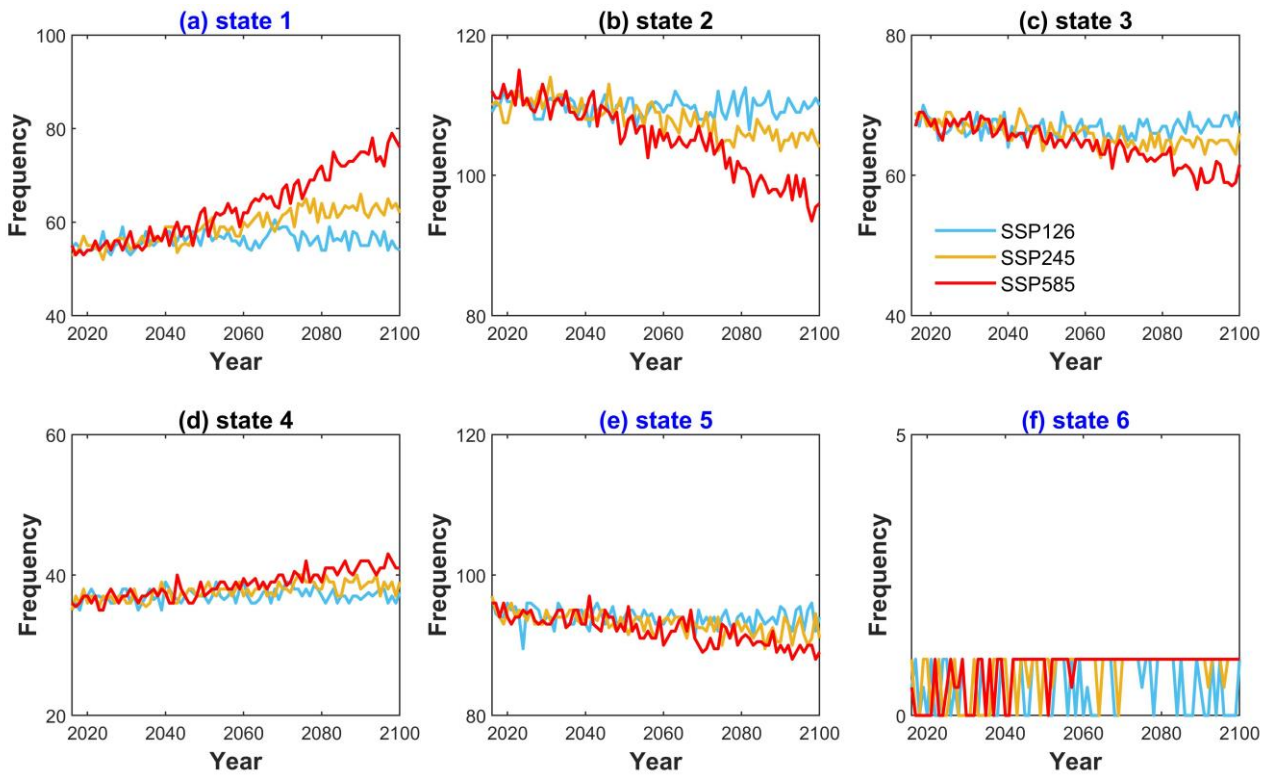 (a) state 1
100
80
60
40
Frequency
2020 2040 2060 2080 2100
Year
(b) state 2
120
100
80
Frequency
2020 2040 2060 2080 2100
Year
(c) state 3
80
60
40
Frequency
SSP126
SSP245
SSP585
2020 2040 2060 2080 2100
Year
(d) state 4
60
40
20
Frequency
2020 2040 2060 2080 2100
Year
(e) state 5
120
100
80
Frequency
2020 2040 2060 2080 2100
Year
(f) state 6
5
0
Frequency
2020 2040 2060 2080 2100
Year